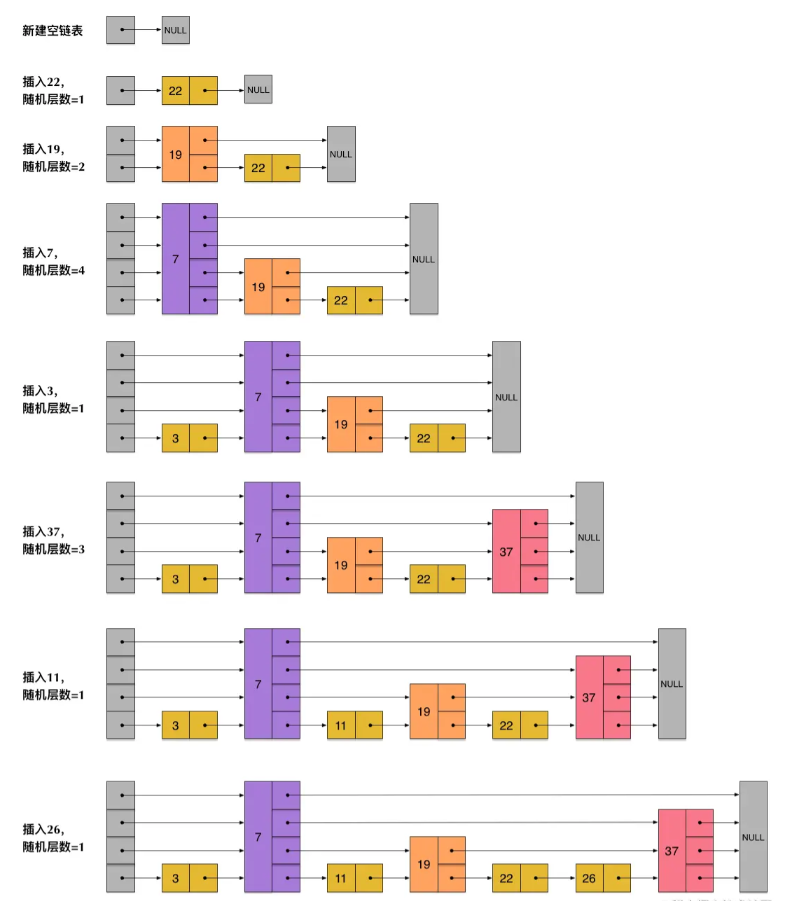 新建空链表
NULL
插入22,
随机层数=1
22
NULL
插入19,
随机层数=2
19
22
NULL
插入7,
随机层数=4
7
19
22
NULL
插入3,
随机层数=1
3
7
19
22
NULL
插入37,
随机层数=3
3
7
19
22
37
NULL
插入11,
随机层数=1
3
7
11
19
22
37
NULL
插入26,
随机层数=1
3
7
11
19
22
26
37
NULL